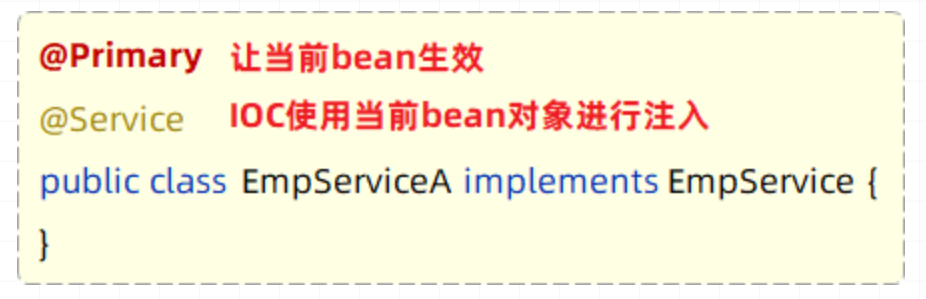 @Primary 让当前bean生效
@Service IOC使用当前bean对象进行注入
public class EmpServiceA implements EmpService {
}